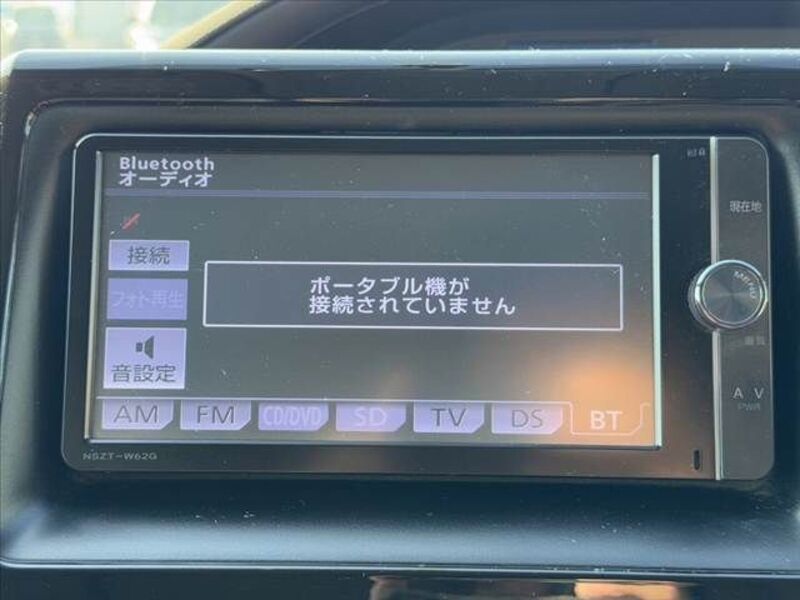 Bluetooth
オーディオ
現在地
接続
ポータブル機が
接続されていません
フォト再生
MENU
音設定
AM FM CD/DVD SD TV DS BT
A V
PWR
NSZT-W62G